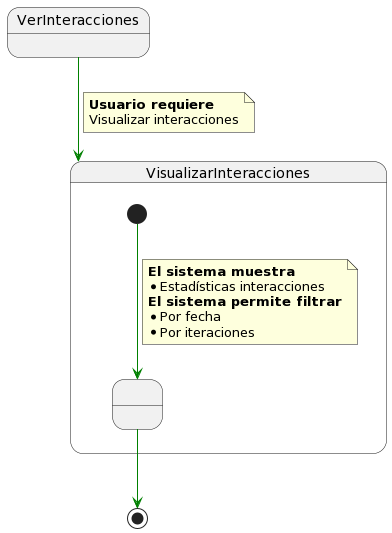 VerInteracciones
Usuario requiere
Visualizar interacciones
VisualizarInteracciones
El sistema muestra
• Estadísticas interacciones
El sistema permite filtrar
• Por fecha
• Por iteraciones